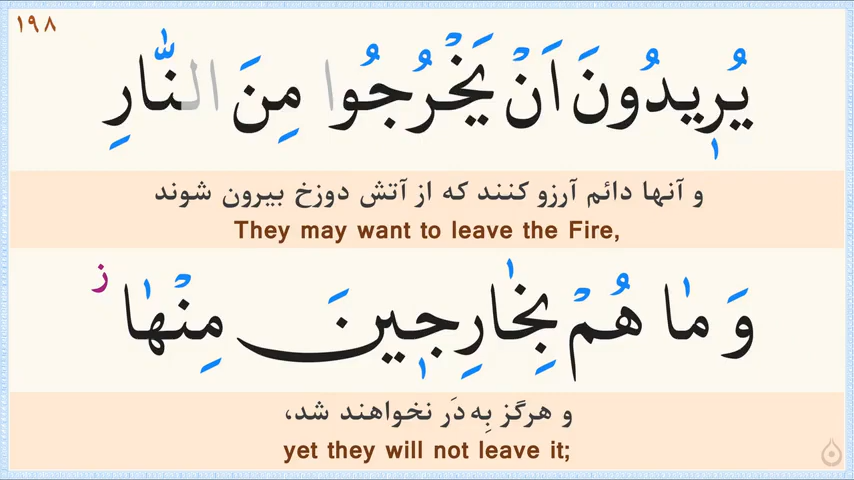 ١٩٨
يُرِيدُونَ اَنْ يَخْرُجُوا مِنَ النّٰارِ
و آنها دائم آرزو کنند که از آتش دوزخ بیرون شوند
They may want to leave the Fire,
وَ مٰا هُمْ بِخٰارِجِينَ مِنْهٰا ز
و هرگز بِه دَر نخواهند شد،
yet they will not leave it;